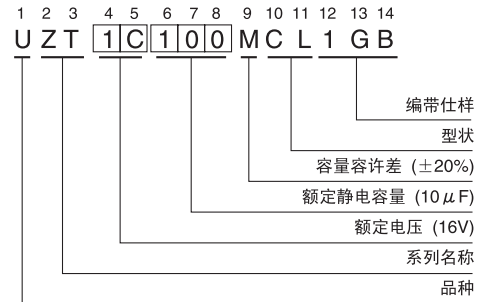 1 2 3 4 5 6 7 8 9 10 11 12 13 14
U Z T 1 C 1 0 0 M C L 1 G B
编带仕样
型状
容量容许差 (±20%)
额定静电容量 (10μF)
额定电压 (16V)
系列名称
品种